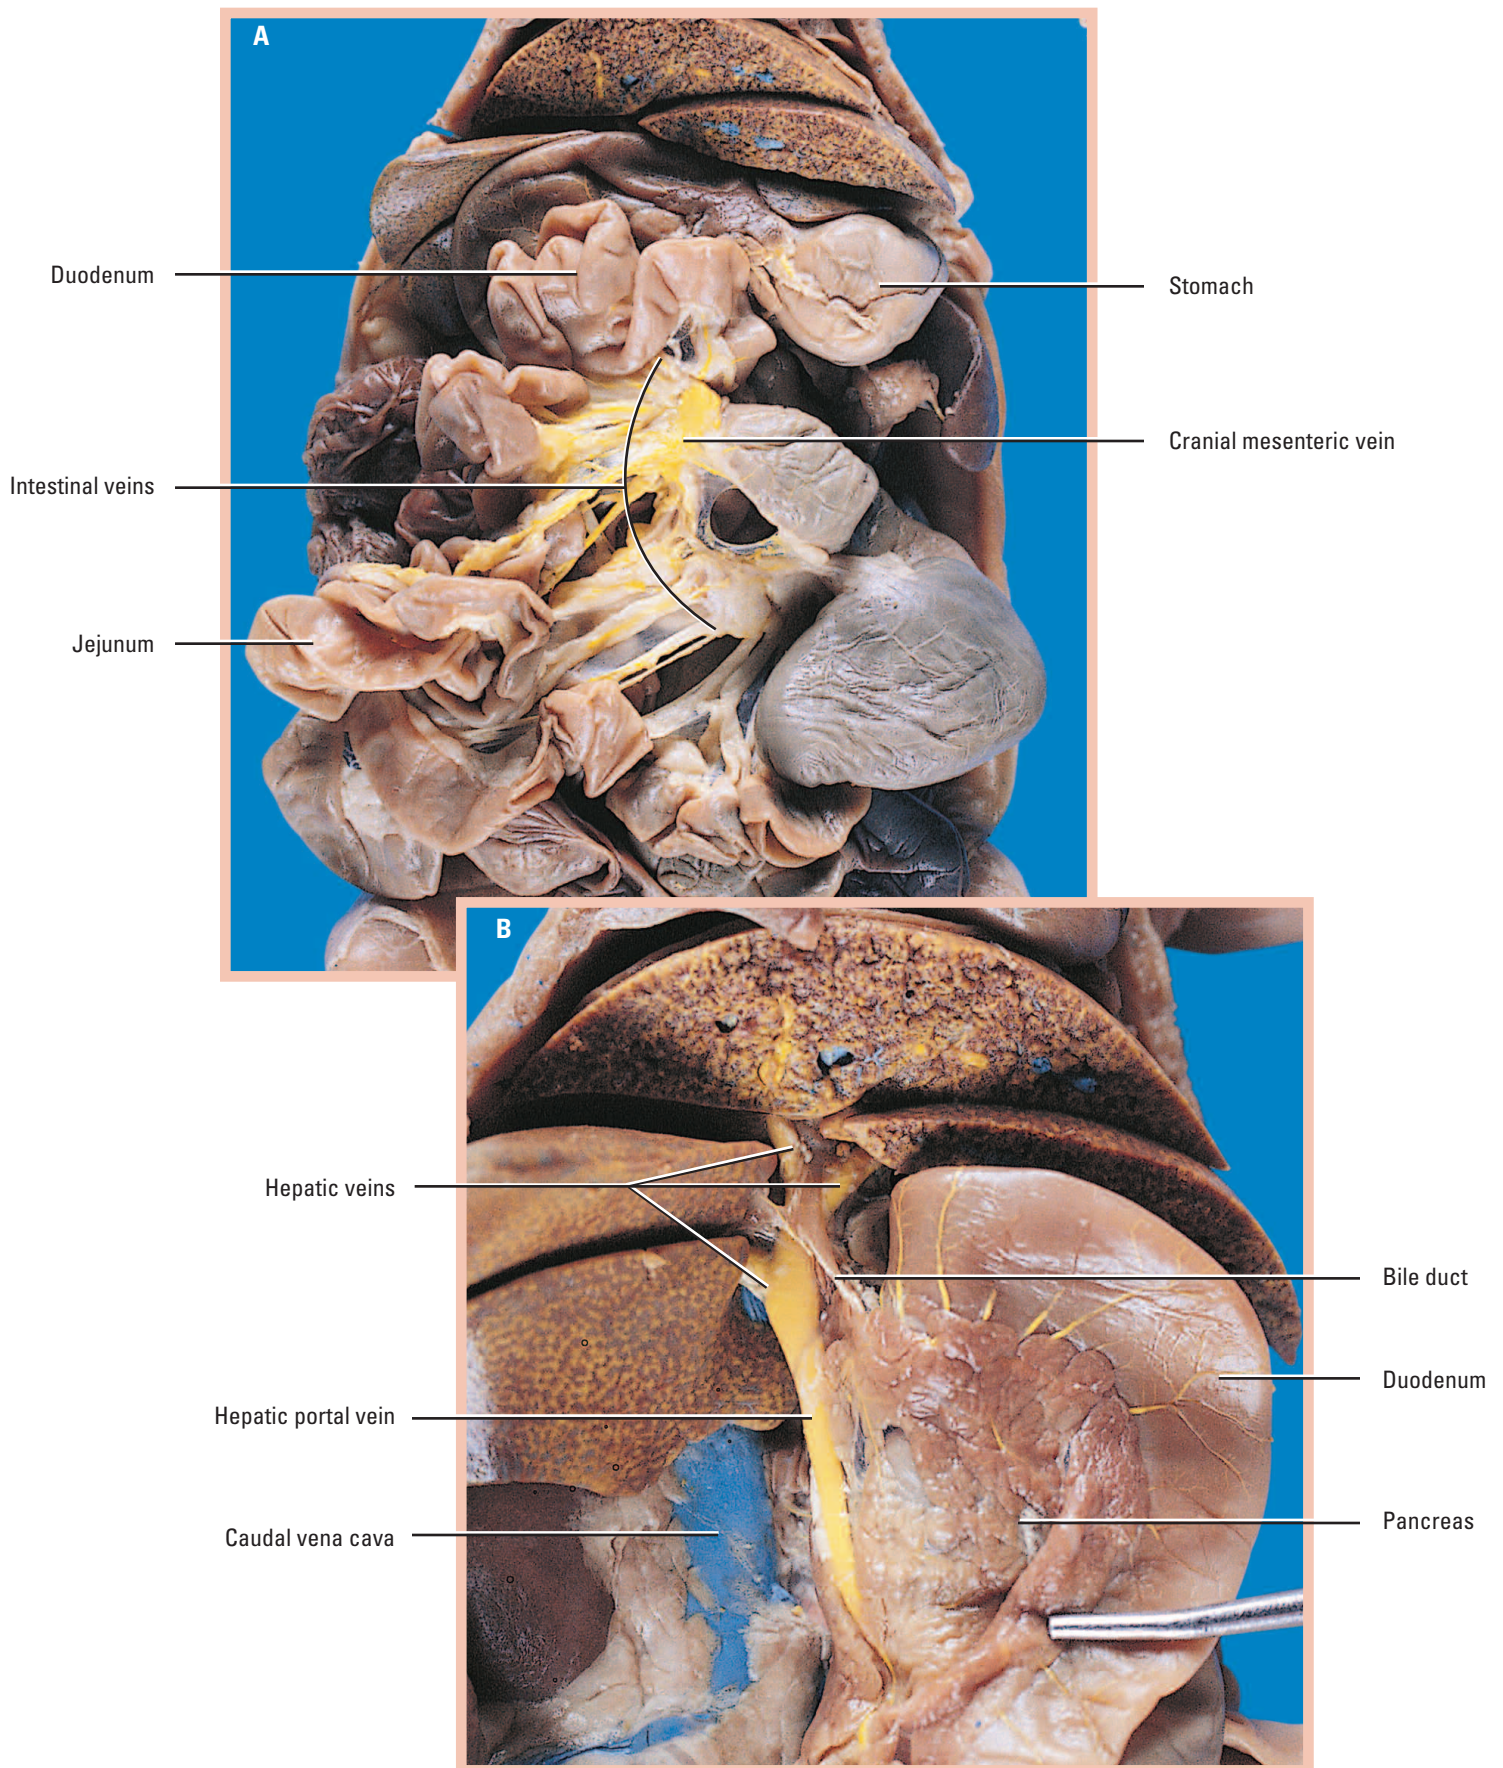 A
Duodenum
Stomach
Cranial mesenteric vein
Intestinal veins
Jejunum
B
Hepatic veins
Bile duct
Duodenum
Hepatic portal vein
Pancreas
Caudal vena cava